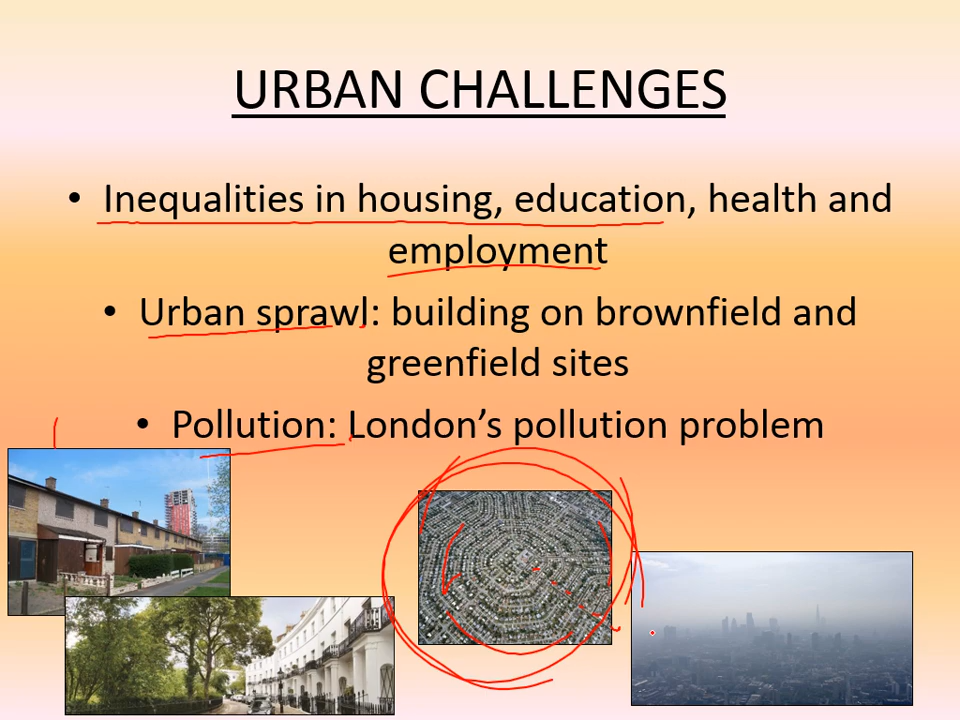 URBAN CHALLENGES
• Inequalities in housing, education, health and
employment
• Urban sprawl: building on brownfield and
greenfield sites
• Pollution: London’s pollution problem